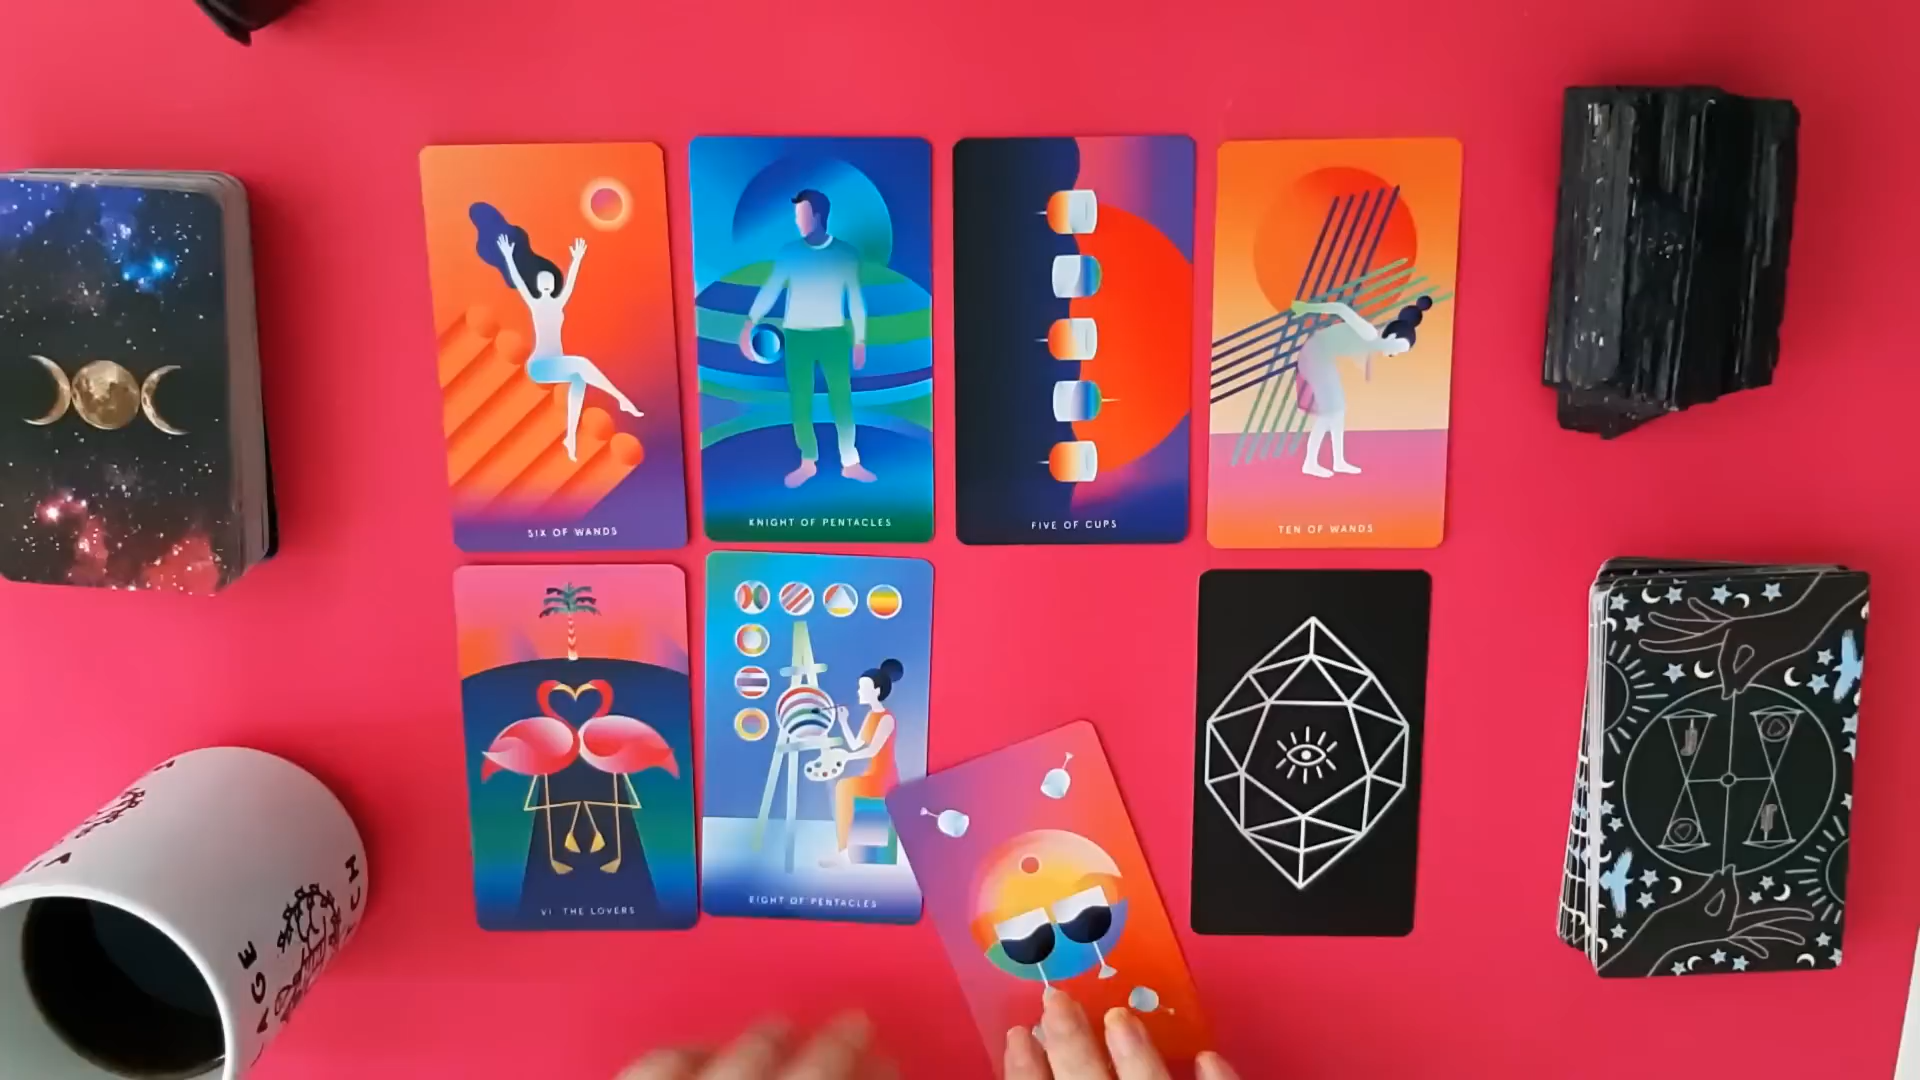 SIX OF WANDS
KNIGHT OF PENTACLES
FIVE OF CUPS
TEN OF WANDS
VI. THE LOVERS
EIGHT OF PENTACLES